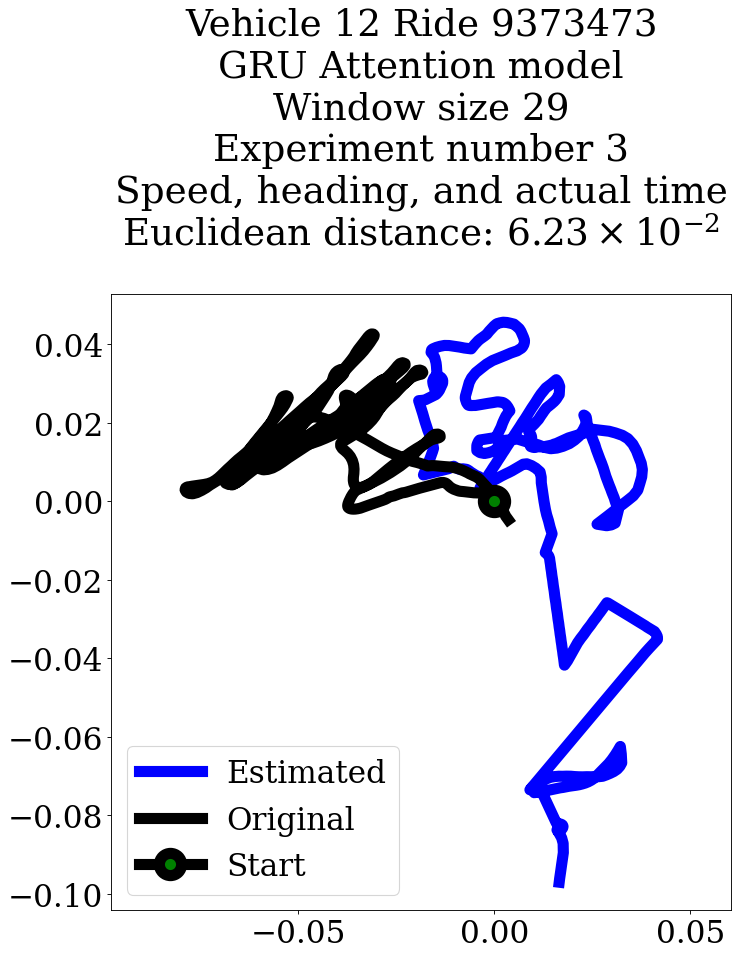 Vehicle 12 Ride 9373473
GRU Attention model
Window size 29
Experiment number 3
Speed, heading, and actual time
Euclidean distance: 6.23 × 10⁻²
0.04
0.02
0.00
−0.02
−0.04
−0.06
−0.08
−0.10
Estimated
Original
Start
−0.05
0.00
0.05